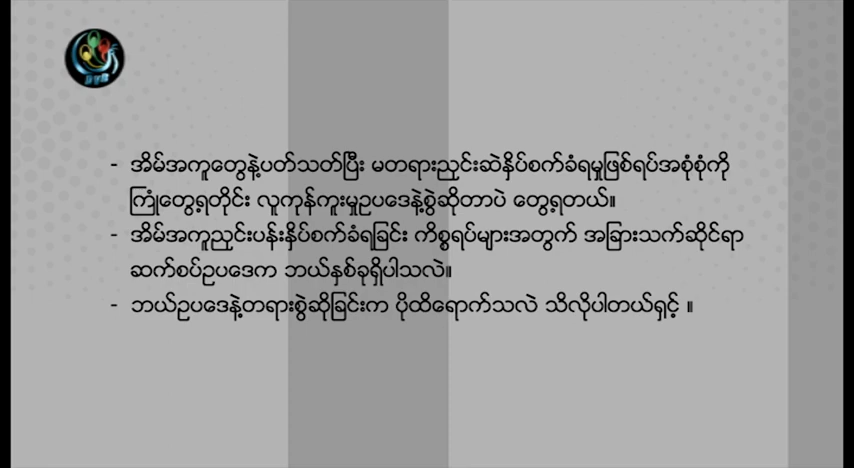 DVB
- အိမ်အကူတွေနဲ့ပတ်သတ်ပြီး မတရားညှင်းဆဲနှိပ်စက်ခံရမှုဖြစ်ရပ်အစုံစုံကို
ကြုံတွေ့ရတိုင်း လူကုန်ကူးမှုဥပဒေနဲ့စွဲဆိုတာပဲ တွေ့ရတယ်။
- အိမ်အကူညှင်းပန်းနှိပ်စက်ခံရခြင်း ကိစ္စရပ်များအတွက် အခြားသက်ဆိုင်ရာ
ဆက်စပ်ဥပဒေက ဘယ်နှစ်ခုရှိပါသလဲ။
- ဘယ်ဥပဒေနဲ့တရားစွဲဆိုခြင်းက ပိုထိရောက်သလဲ သိလိုပါတယ်ရှင့် ။